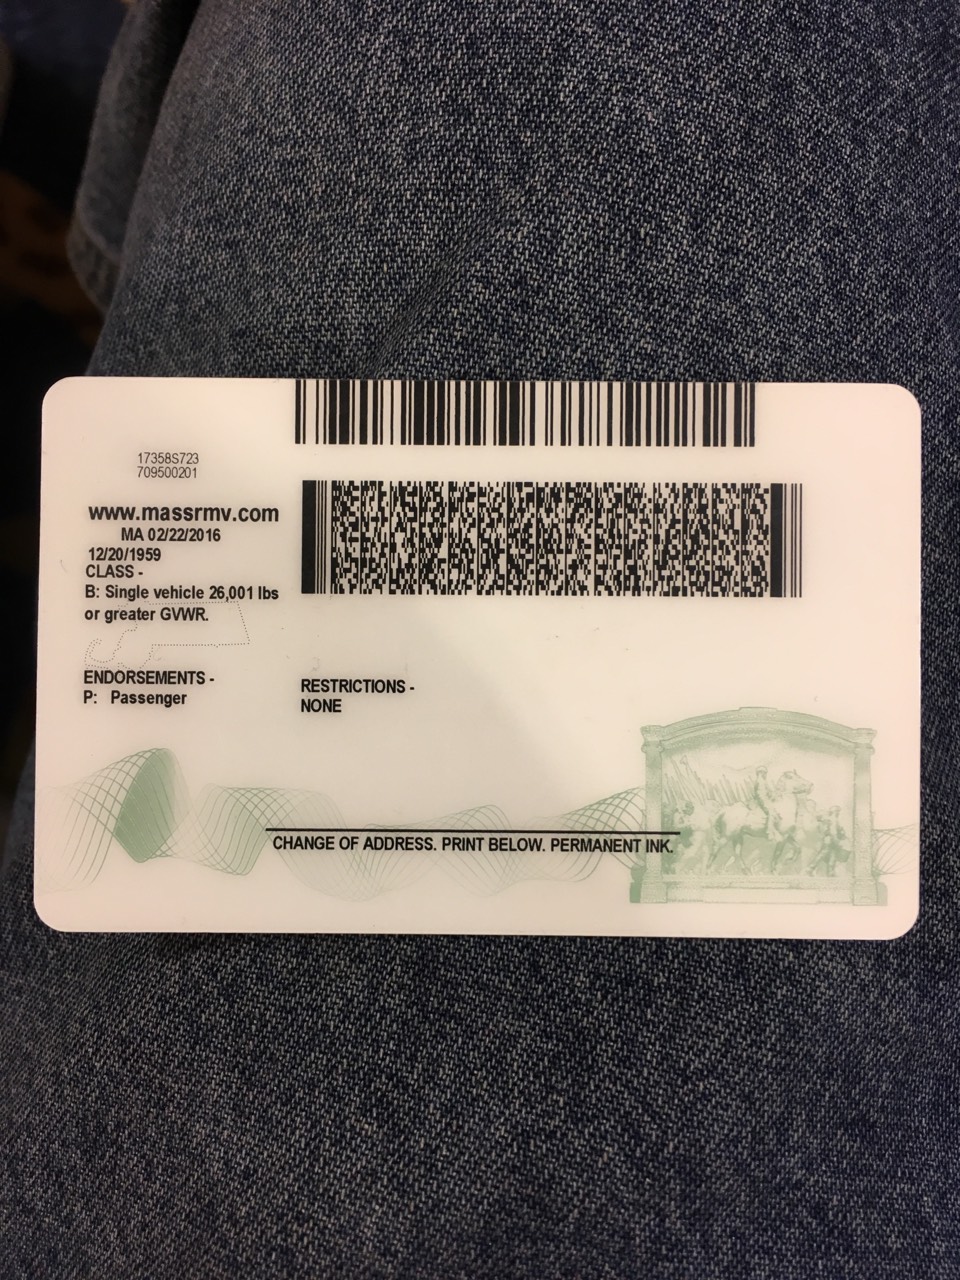 17358S723
709500201
www.massrmv.com
MA 02/22/2016
12/20/1959
CLASS -
B: Single vehicle 26,001 lbs
or greater GVWR.
ENDORSEMENTS -
P: Passenger
RESTRICTIONS -
NONE
CHANGE OF ADDRESS. PRINT BELOW. PERMANENT INK.